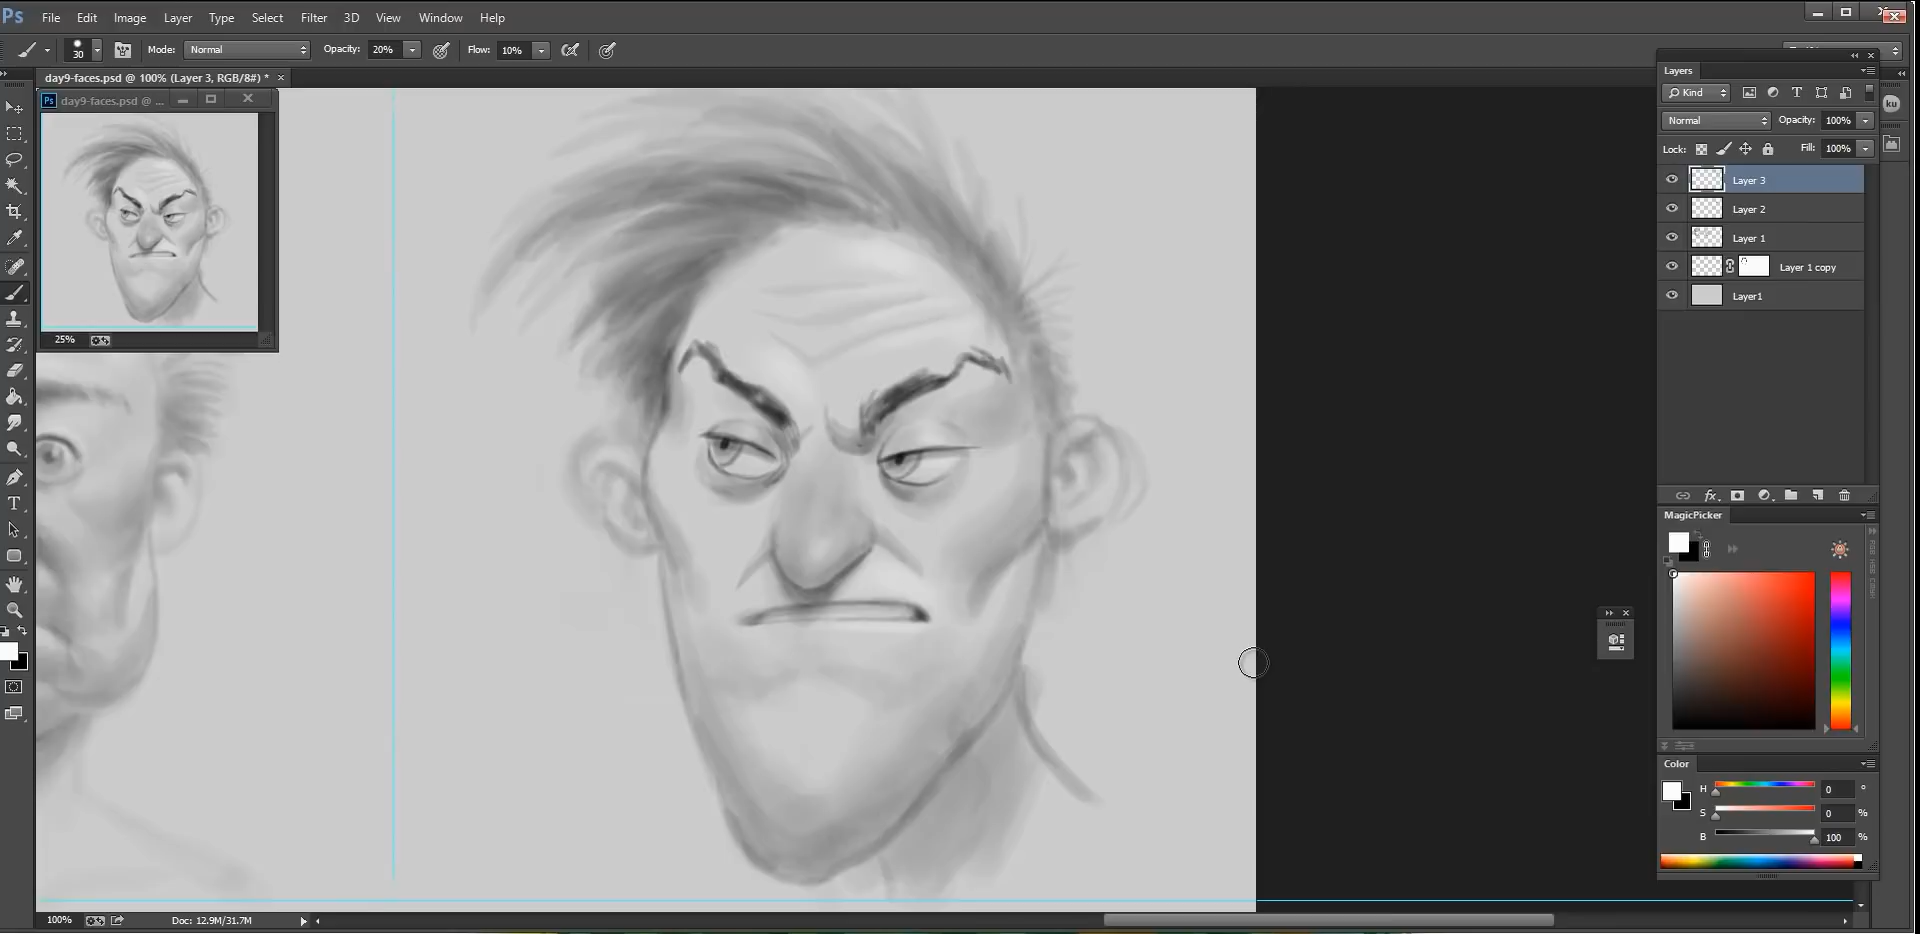 Ps File Edit Image Layer Type Select Filter 3D View Window Help
30 Mode: Normal Opacity: 20% Flow: 10%
day9-faces.psd @ 100% (Layer 3, RGB/8#) *
Ps day9-faces.psd @ ...
25%
Layers
Kind
Normal Opacity: 100%
Lock: Fill: 100%
Layer 3
Layer 2
Layer 1
Layer 1 copy
Layer1
fx
ku
MagicPicker
Color
H 0 °
S 0 %
B 100 %
100% Doc: 12.9M/31.7M